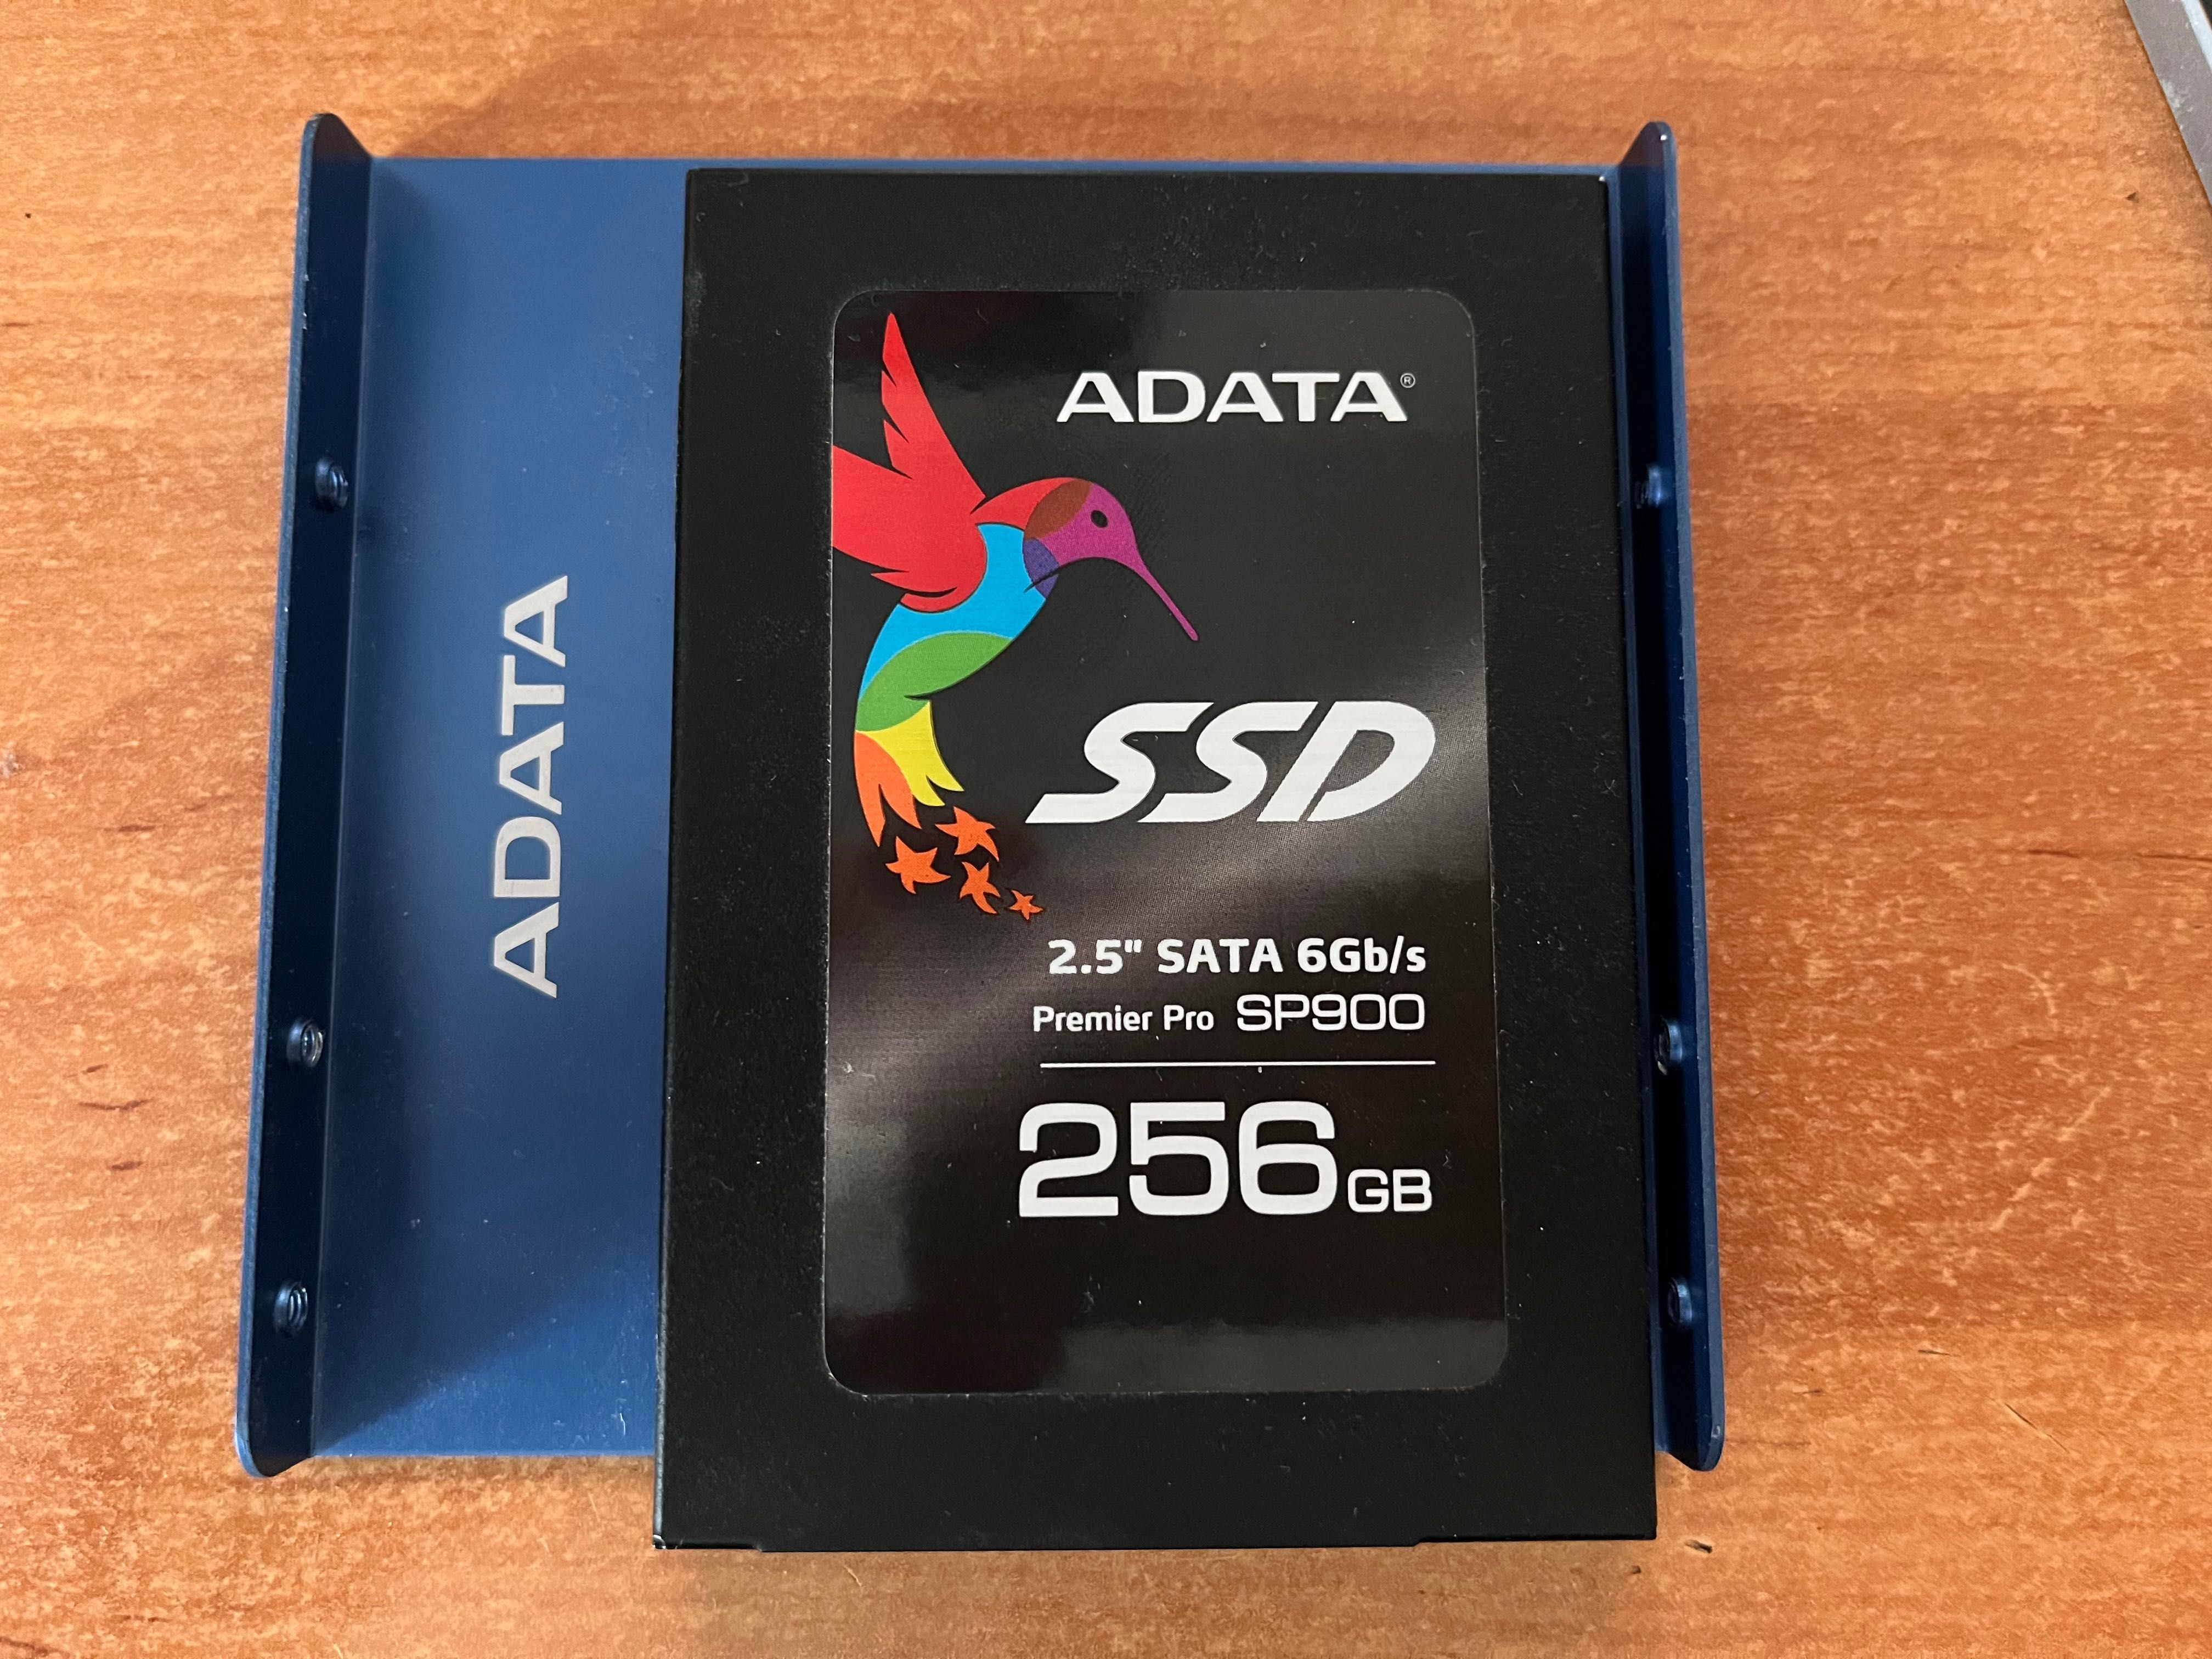 ADATA
ADATA®
SSD
2.5" SATA 6Gb/s
Premier Pro SP900
256GB